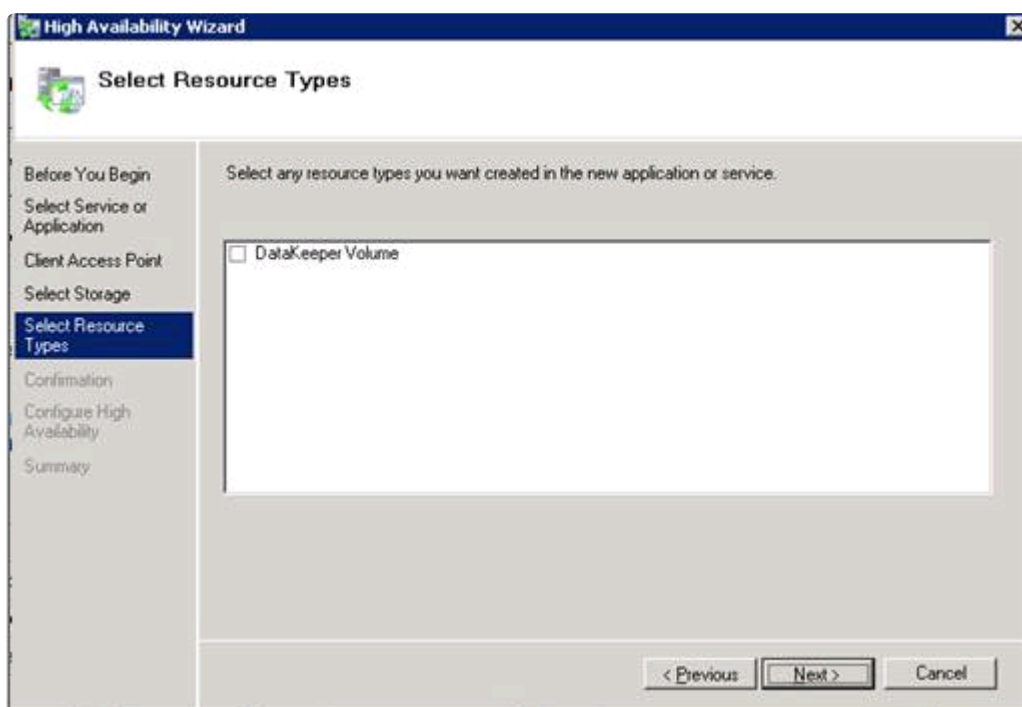 High Availability Wizard
Select Resource Types
Before You Begin
Select Service or
Application
Client Access Point
Select Storage
Select Resource
Types
Confirmation
Configure High
Availability
Summary
Select any resource types you want created in the new application or service.
DataKeeper Volume
< Previous
Next >
Cancel